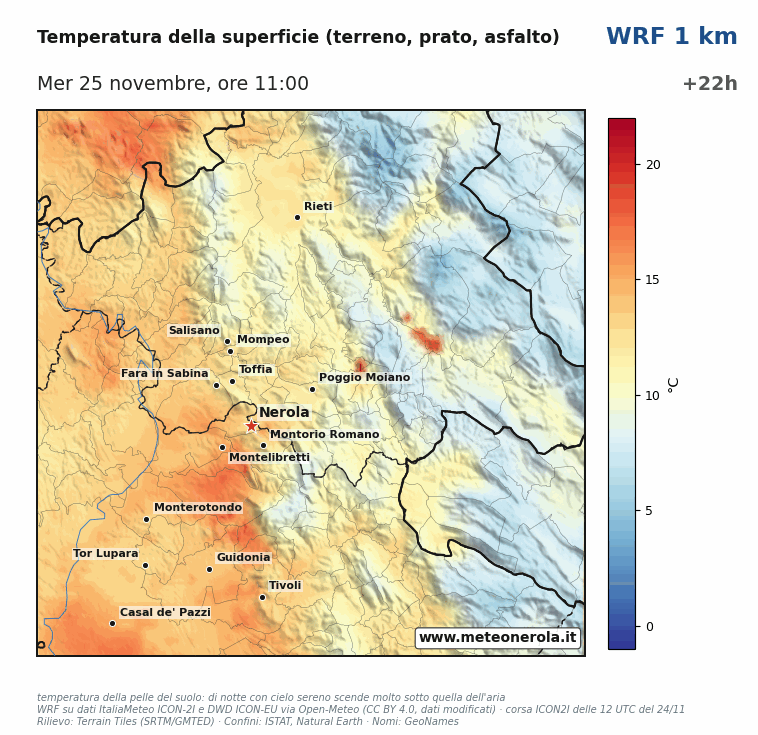 Temperatura della superficie (terreno, prato, asfalto)
WRF 1 km
Mer 25 novembre, ore 11:00
+22h
Rieti
Salisano
Mompeo
Fara in Sabina
Toffia
Poggio Moiano
Nerola
Montorio Romano
Montelibretti
Monterotondo
Tor Lupara
Guidonia
Tivoli
Casal de' Pazzi
www.meteonerola.it
20
15
10
5
0
°C
temperatura della pelle del suolo: di notte con cielo sereno scende molto sotto quella dell'aria
WRF su dati ItaliaMeteo ICON-2I e DWD ICON-EU via Open-Meteo (CC BY 4.0, dati modificati) · corsa ICON2I delle 12 UTC del 24/11
Rilievo: Terrain Tiles (SRTM/GMTED) · Confini: ISTAT, Natural Earth · Nomi: GeoNames